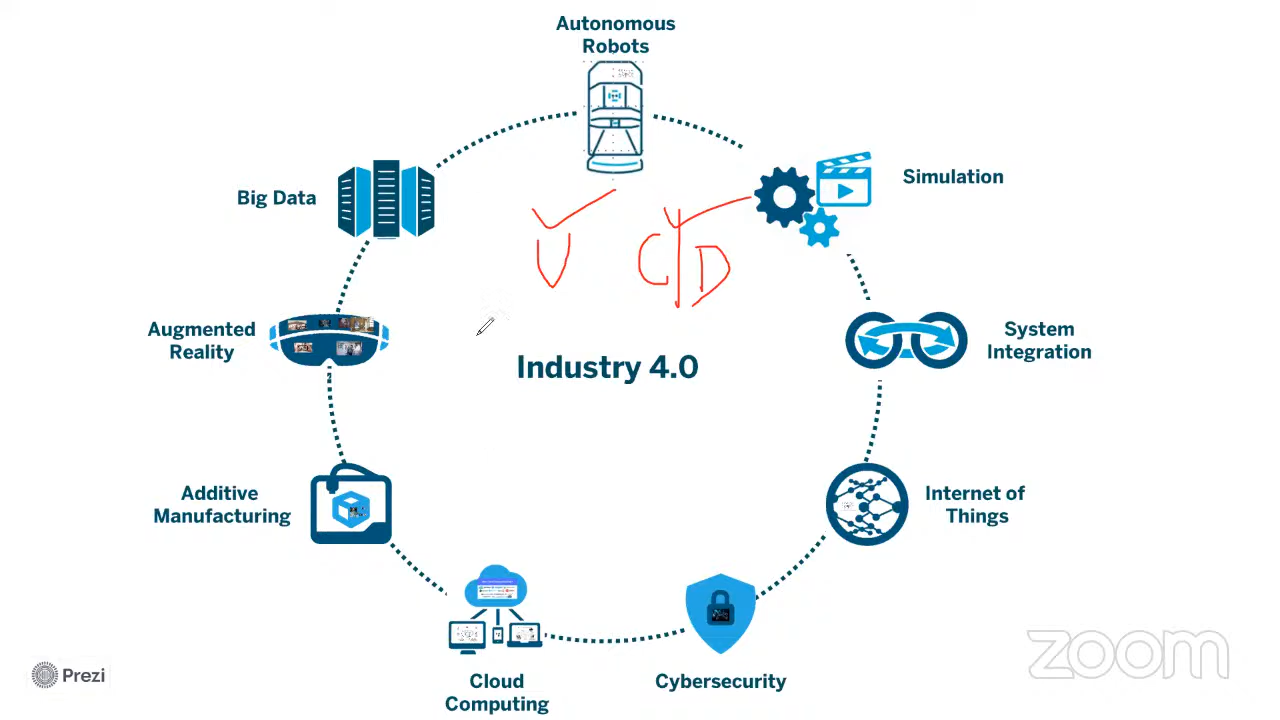 Autonomous
Robots
Simulation
Big Data
U C D
System
Integration
Augmented
Reality
Industry 4.0
Internet of
Things
Additive
Manufacturing
Cybersecurity
Cloud
Computing
Prezi
zoom